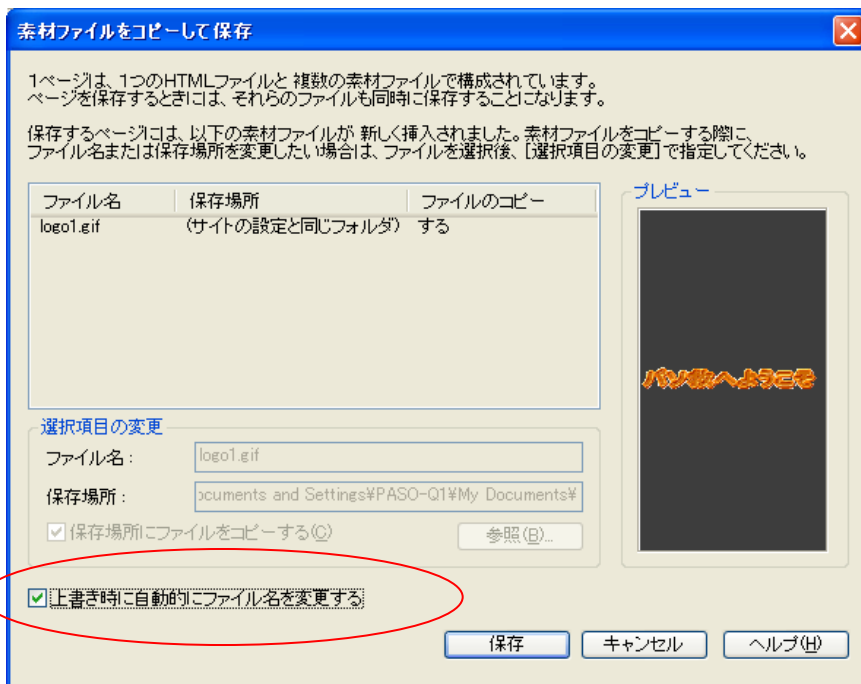 素材ファイルをコピーして保存
1ページは、1つのHTMLファイルと 複数の素材ファイルで構成されています。
ページを保存するときには、それらのファイルも同時に保存することになります。
保存するページには、以下の素材ファイルが 新しく挿入されました。素材ファイルをコピーする際に、
ファイル名または保存場所を変更したい場合は、ファイルを選択後、[選択項目の変更]で指定してください。
ファイル名 保存場所 ファイルのコピー
logo1.gif (サイトの設定と同じフォルダ) する
プレビュー
パソ救へようこそ
選択項目の変更
ファイル名：
logo1.gif
保存場所：
ocuments and Settings¥PASO-Q1¥My Documents¥
保存場所にファイルをコピーする(C)
参照(B)...
上書き時に自動的にファイル名を変更する
保存 キャンセル ヘルプ(H)